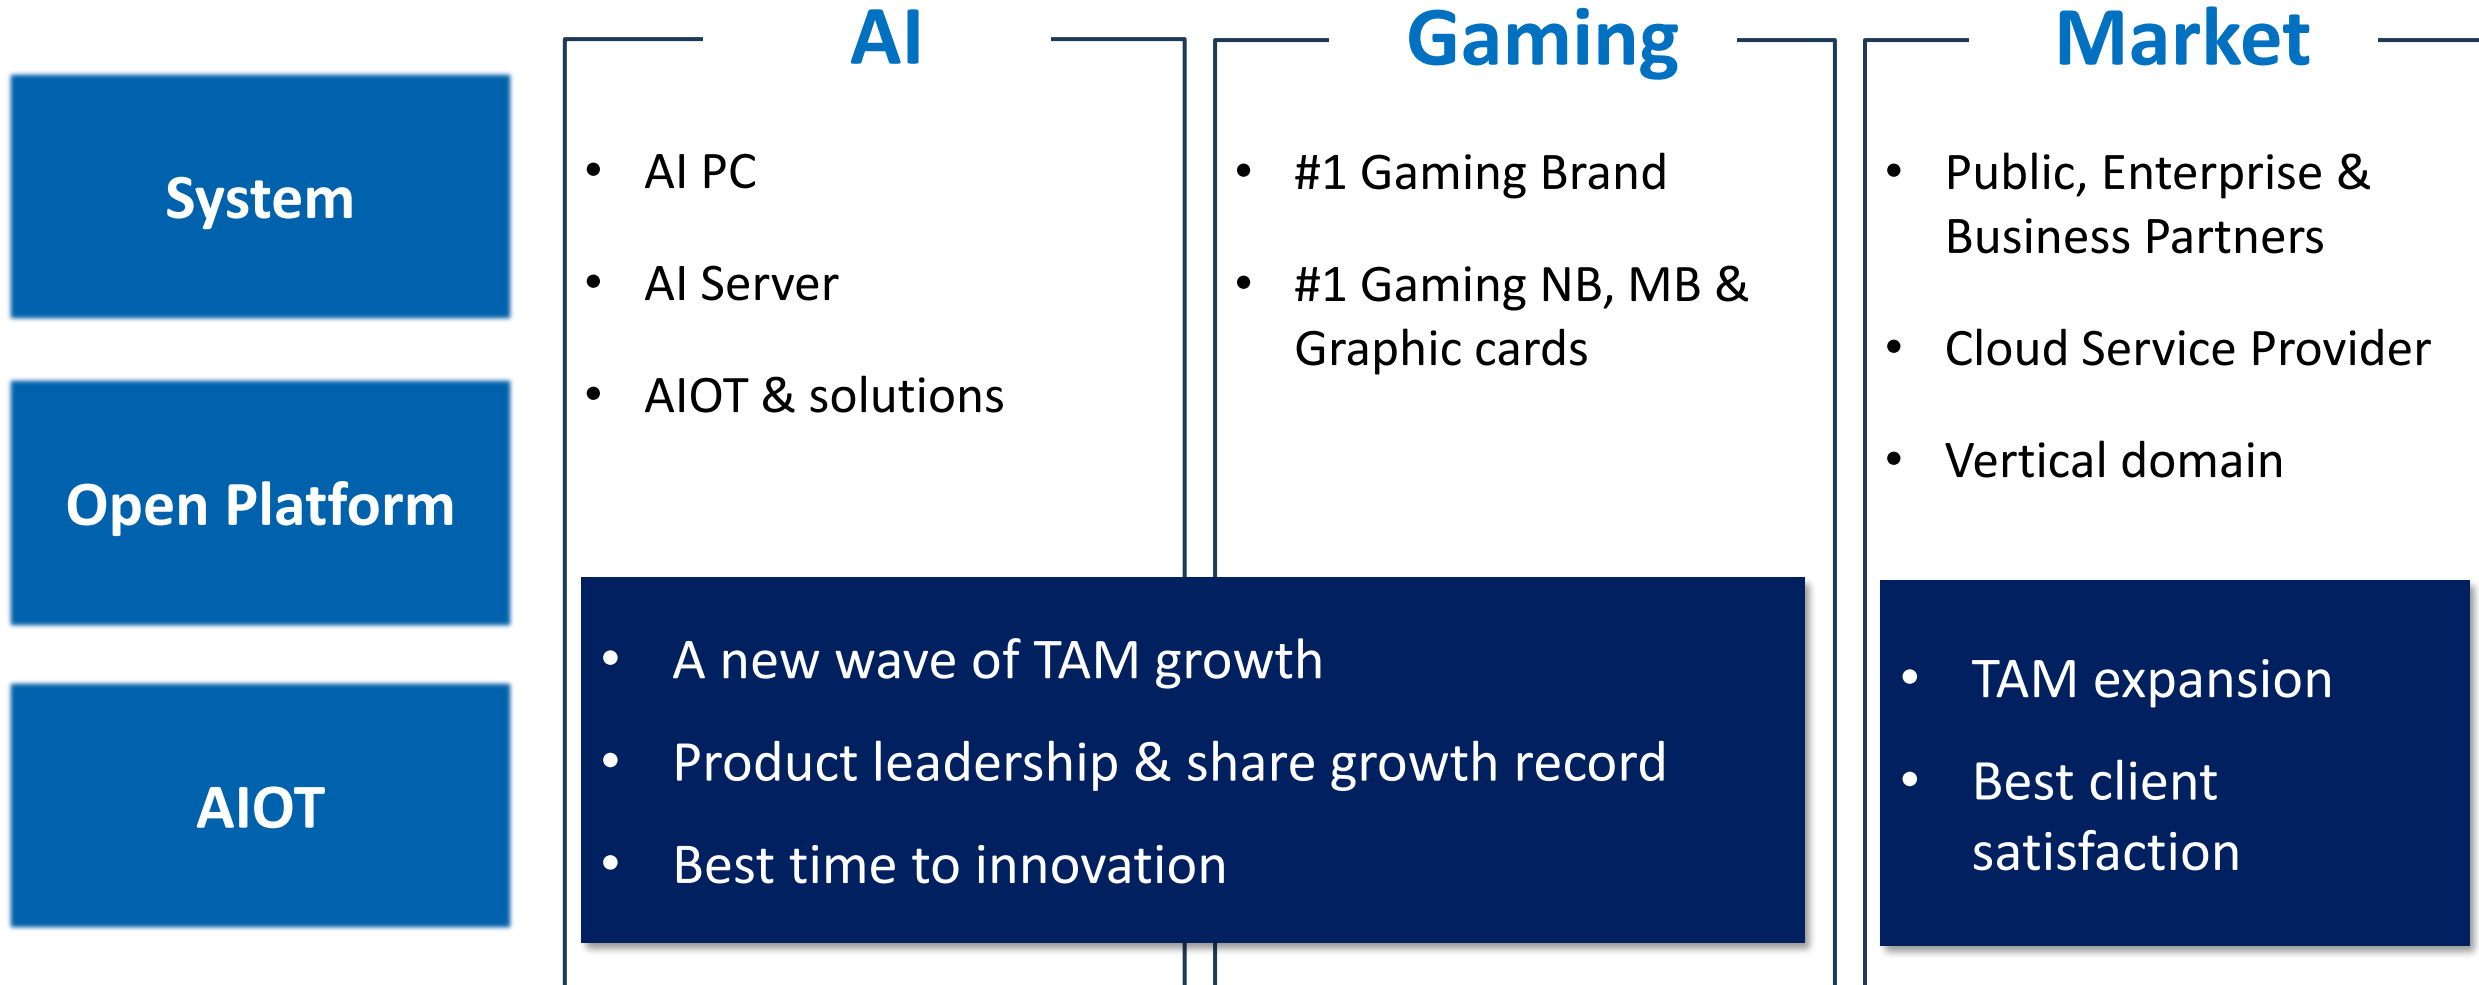 System
Open Platform
AIOT
AI
• AI PC
• AI Server
• AIOT & solutions
Gaming
• #1 Gaming Brand
• #1 Gaming NB, MB &
Graphic cards
Market
• Public, Enterprise &
Business Partners
• Cloud Service Provider
• Vertical domain
• A new wave of TAM growth
• Product leadership & share growth record
• Best time to innovation
• TAM expansion
• Best client
satisfaction